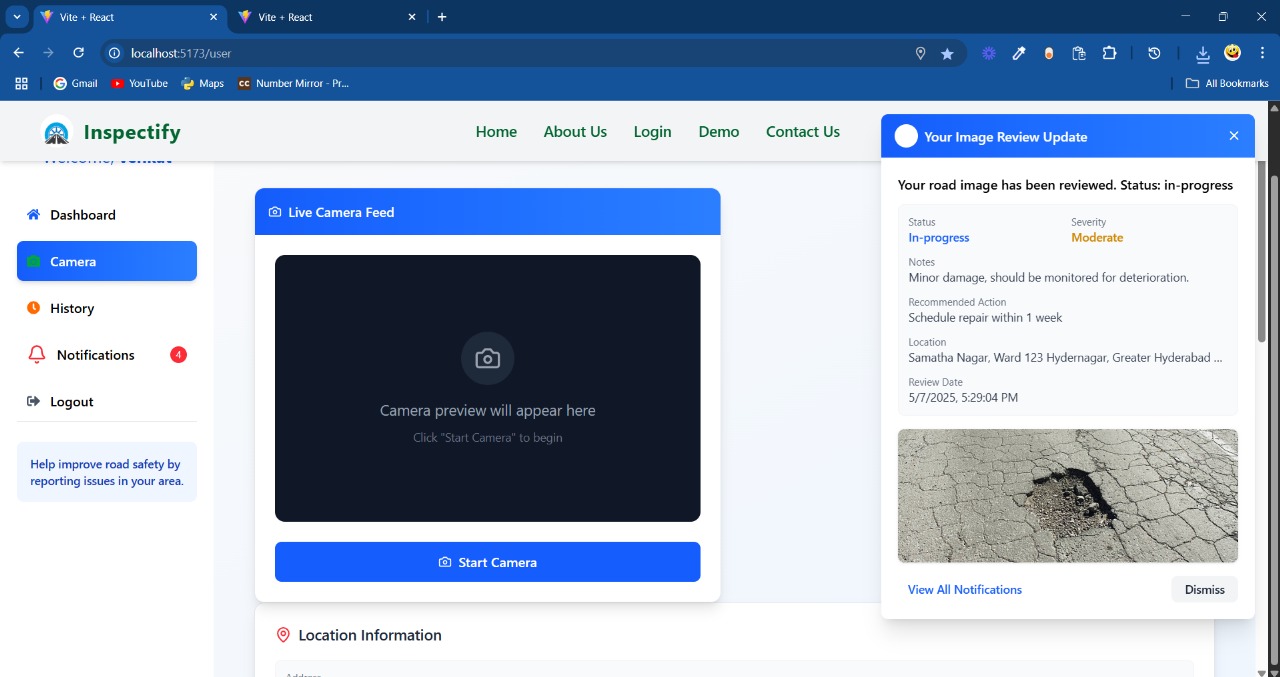 Vite + React
Vite + React
localhost:5173/user
Gmail
YouTube
Maps
CC Number Mirror - Pr...
All Bookmarks
Inspectify
Home
About Us
Login
Demo
Contact Us
Welcome, Venkat
Dashboard
Camera
History
Notifications
4
Logout
Help improve road safety by
reporting issues in your area.
Live Camera Feed
Camera preview will appear here
Click "Start Camera" to begin
Start Camera
Location Information
Address
Your Image Review Update
Your road image has been reviewed. Status: in-progress
Status
In-progress
Severity
Moderate
Notes
Minor damage, should be monitored for deterioration.
Recommended Action
Schedule repair within 1 week
Location
Samatha Nagar, Ward 123 Hydernagar, Greater Hyderabad ...
Review Date
5/7/2025, 5:29:04 PM
View All Notifications
Dismiss